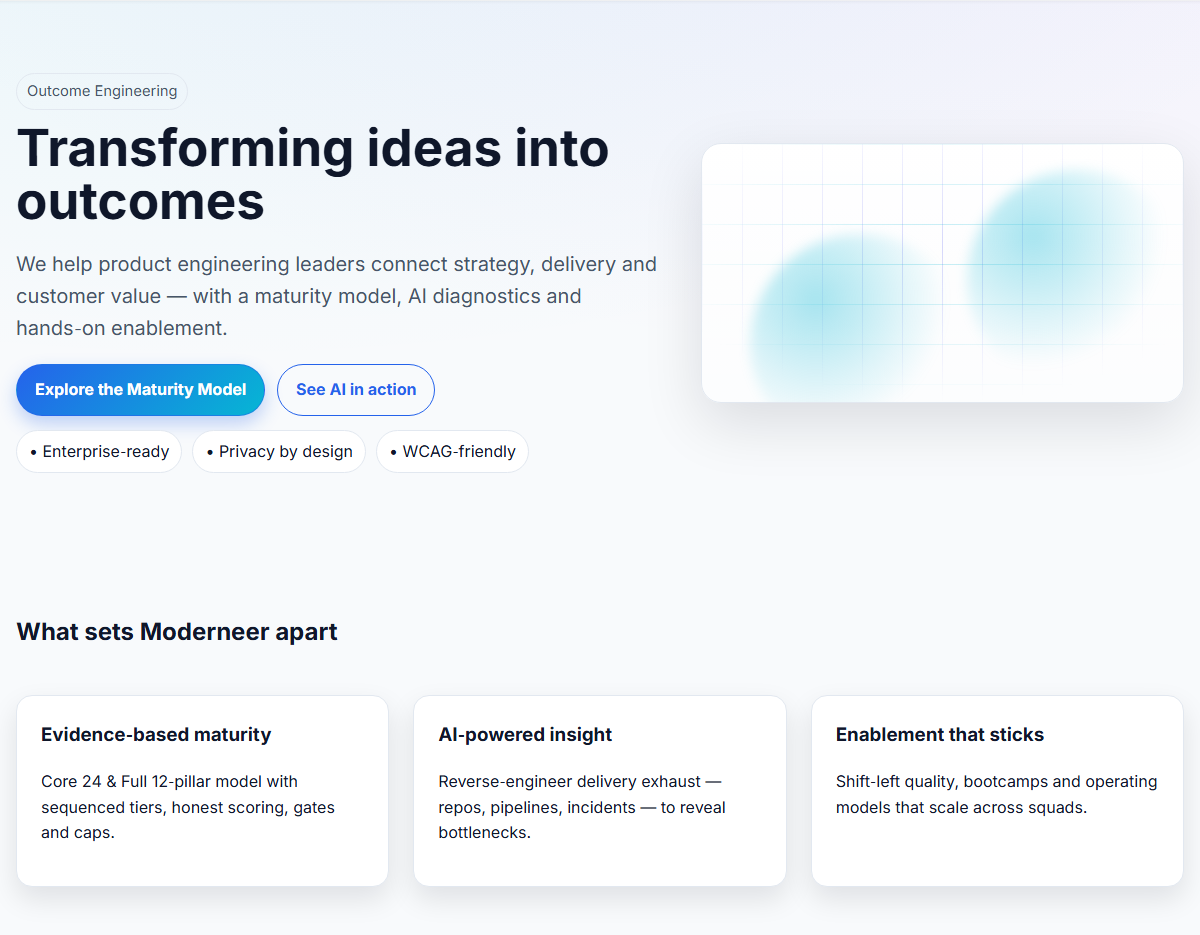 Outcome Engineering
Transforming ideas into
outcomes
We help product engineering leaders connect strategy, delivery and
customer value — with a maturity model, AI diagnostics and
hands-on enablement.
Explore the Maturity Model
See AI in action
• Enterprise-ready
• Privacy by design
• WCAG-friendly
What sets Moderneer apart
Evidence-based maturity
Core 24 & Full 12-pillar model with
sequenced tiers, honest scoring, gates
and caps.
AI-powered insight
Reverse-engineer delivery exhaust —
repos, pipelines, incidents — to reveal
bottlenecks.
Enablement that sticks
Shift-left quality, bootcamps and operating
models that scale across squads.